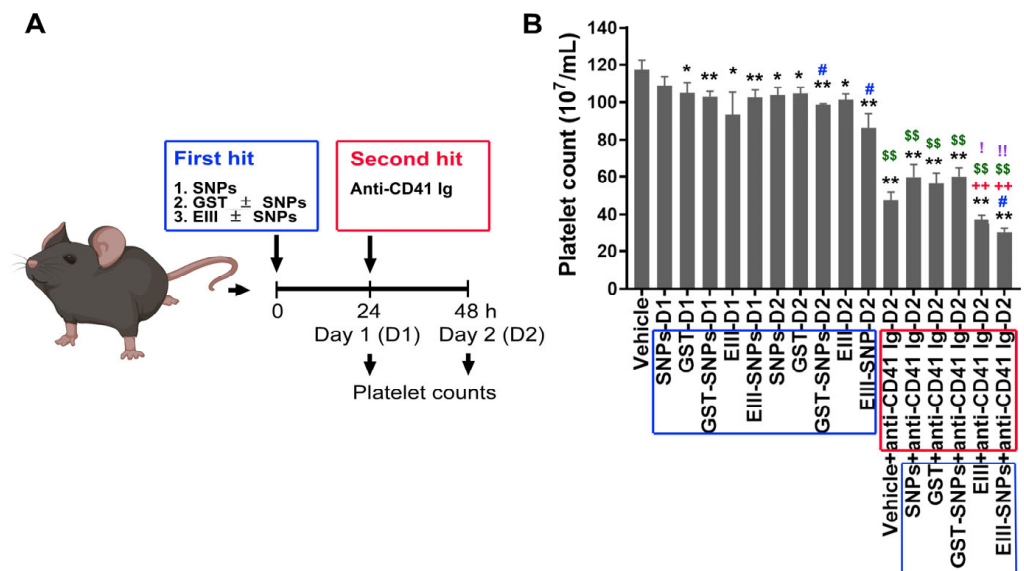 A
First hit
1. SNPs
2. GST ± SNPs
3. EIII ± SNPs
Second hit
Anti-CD41 Ig
0
24
48 h
Day 1 (D1)
Day 2 (D2)
Platelet counts
B
Platelet count (10⁷/mL)
140
120
100
80
60
40
20
0
*
**
*
**
*
*
#
**
*
#
**
$$
**
$$
**
$$
**
$$
**
!
$$
++
**
!!
$$
++
#
**
Vehicle
SNPs-D1
GST-D1
GST-SNPs-D1
EIII-D1
EIII-SNPs-D1
SNPs-D2
GST-D2
GST-SNPs-D2
EIII-D2
EIII-SNP-D2
Vehicle+anti-CD41 Ig-D2
SNPs+anti-CD41 Ig-D2
GST+anti-CD41 Ig-D2
GST-SNPs+anti-CD41 Ig-D2
EIII+anti-CD41 Ig-D2
EIII-SNPs+anti-CD41 Ig-D2